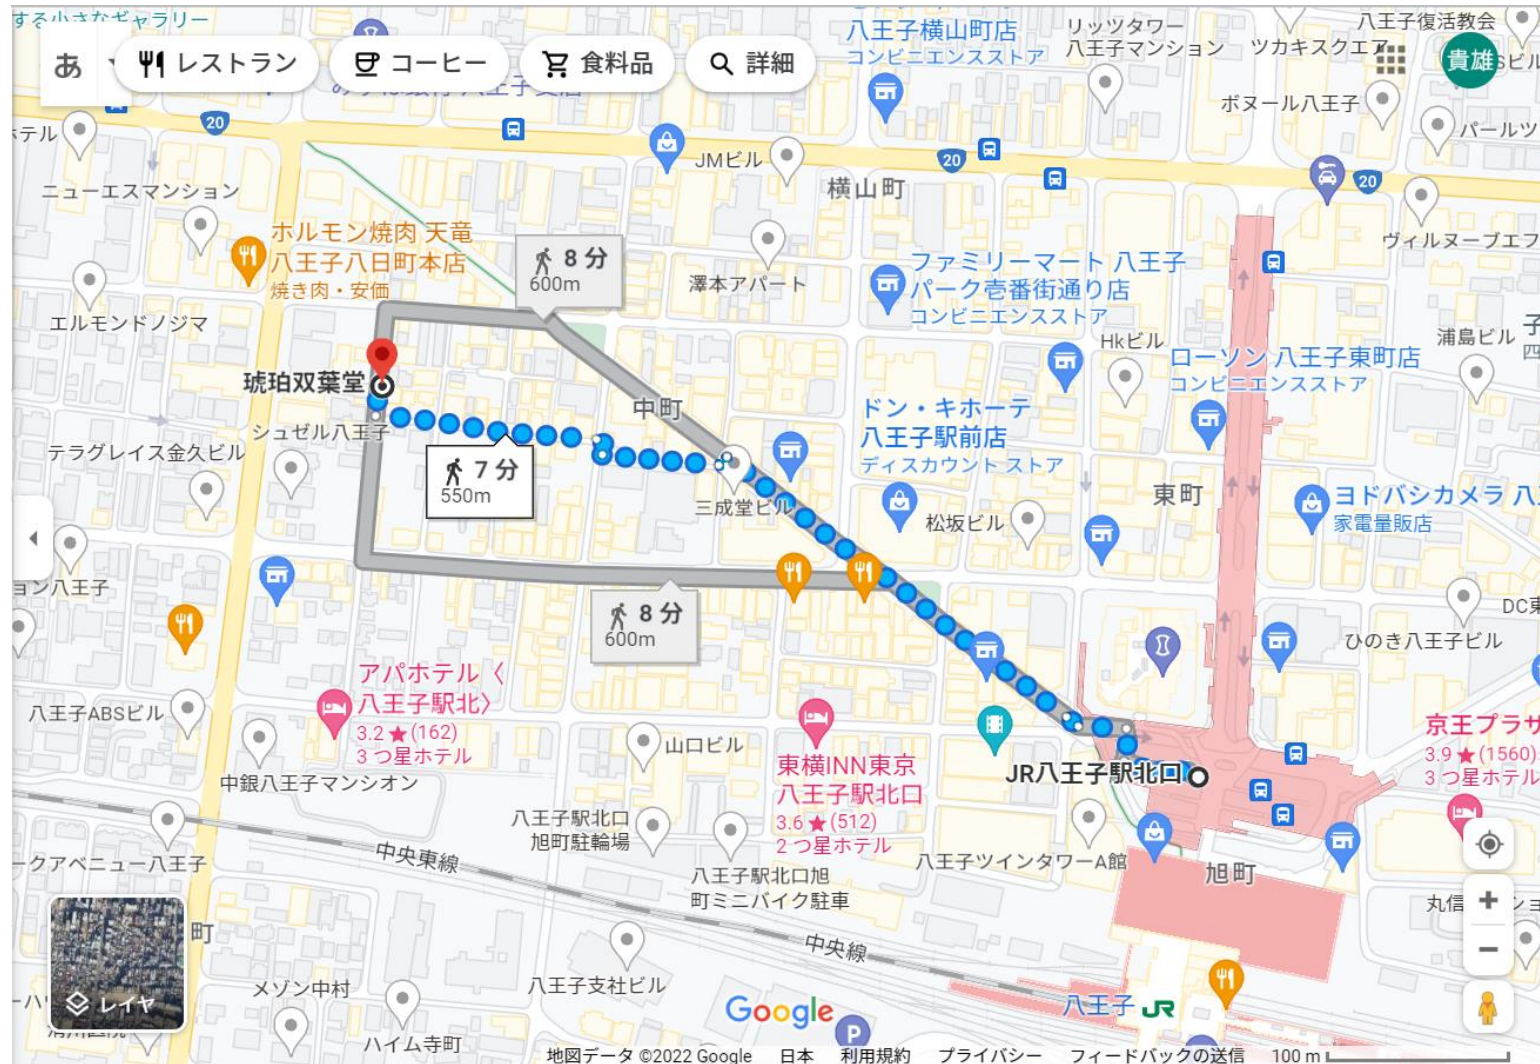 する小さなギャラリー
あ
レストラン
コーヒー
食料品
詳細
八王子横山町店
コンビニエンスストア
リッツタワー
八王子マンション
ツカキスクエア
八王子復活教会
貴雄
ボヌール八王子
20
JMビル
20
20
横山町
ニューエスマンション
ホルモン焼肉 天竜
八王子八日町本店
焼き肉・安価
8 分
600m
澤本アパート
ファミリーマート 八王子
パーク壱番街通り店
コンビニエンスストア
エルモンドノジマ
Hkビル
浦島ビル
ローソン 八王子東町店
コンビニエンスストア
琥珀双葉堂
中町
シュゼル八王子
ドン・キホーテ
八王子駅前店
ディスカウント ストア
テラグレイス金久ビル
7 分
550m
三成堂ビル
松坂ビル
東町
ヨドバシカメラ 八
家電量販店
ョン八王子
8 分
600m
DC東
ひのき八王子ビル
アパホテル〈
八王子駅北〉
3.2 ★ (162)
3 つ星ホテル
八王子ABSビル
山口ビル
中銀八王子マンション
東横INN東京
八王子駅北口
3.6 ★ (512)
2 つ星ホテル
JR八王子駅北口
京王プラザ
3.9 ★ (1560)
3 つ星ホテル
八王子駅北口
旭町駐輪場
中央東線
ークアベニュー八王子
八王子駅北口旭
町ミニバイク駐車
八王子ツインタワーA館
旭町
町
中央線
レイヤ
メゾン中村
八王子支社ビル
ハイム寺町
Google
P
八王子 JR
地図データ ©2022 Google
日本
利用規約
プライバシー
フィードバックの送信
100 m